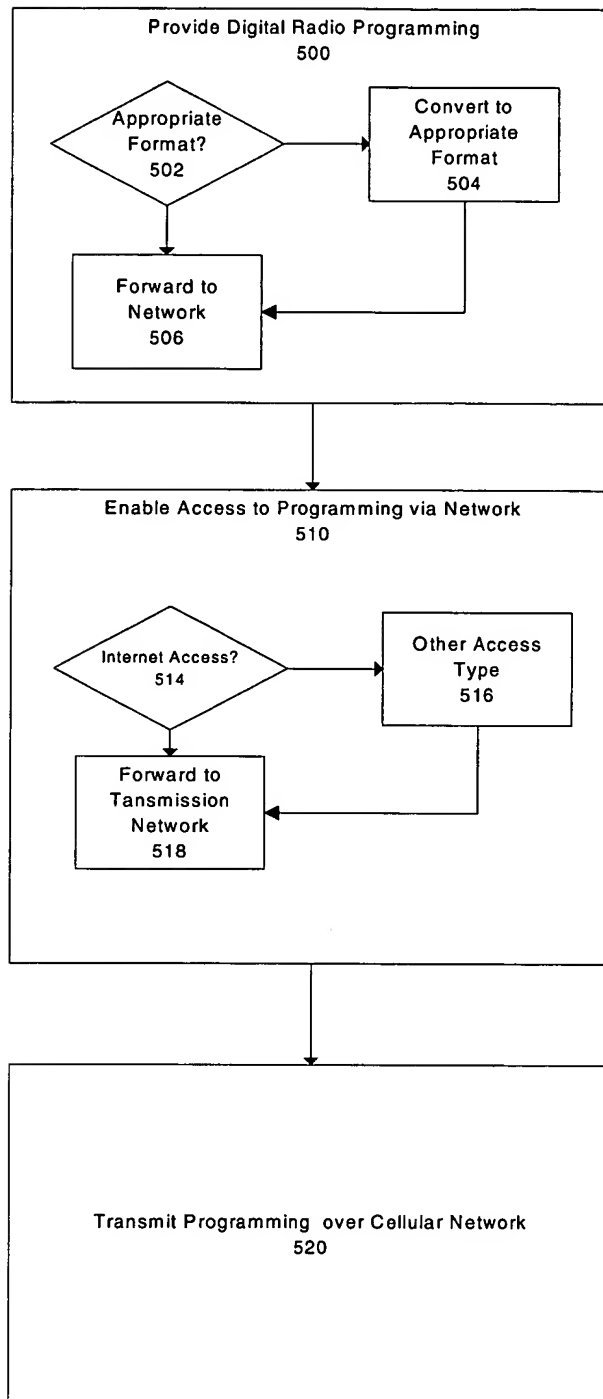 Provide Digital Radio Programming
500
Appropriate
Format?
502
Convert to
Appropriate
Format
504
Forward to
Network
506
Enable Access to Programming via Network
510
Internet Access?
514
Other Access
Type
516
Forward to
Tansmission
Network
518
Transmit Programming over Cellular Network
520